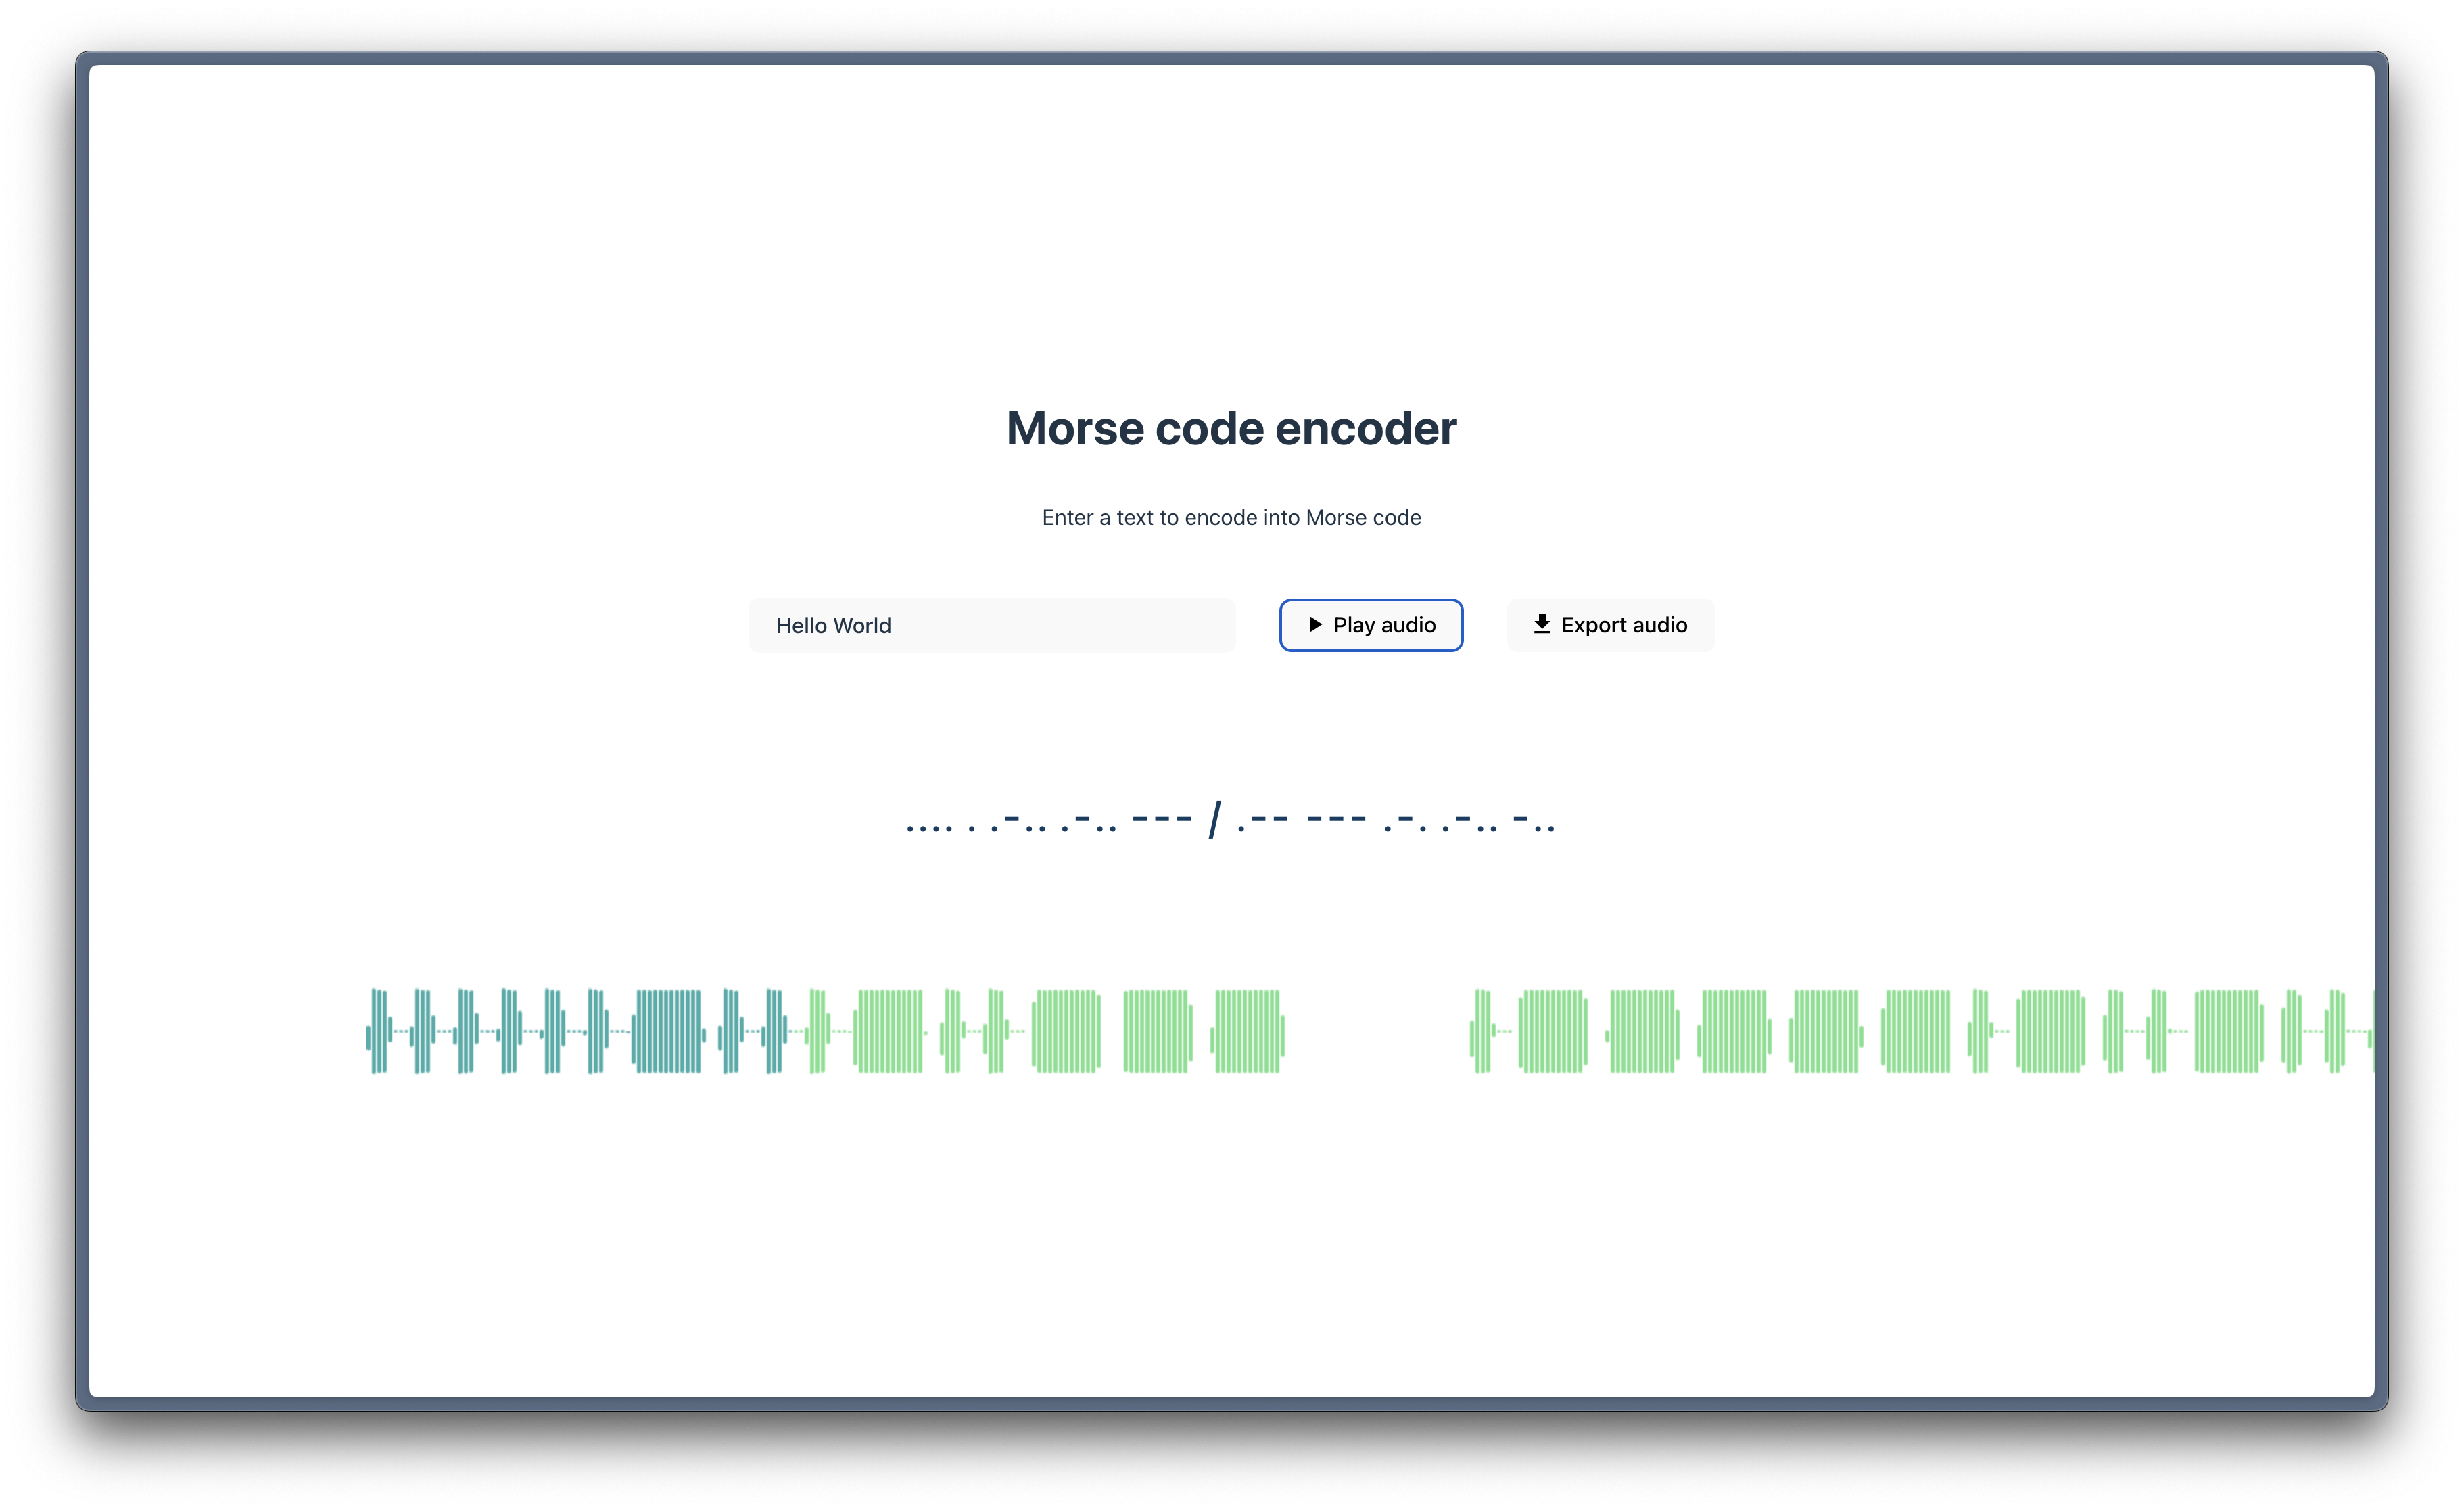 Morse code encoder
Enter a text to encode into Morse code
Hello World
Play audio
Export audio
.... . .-.. .-.. --- / .-- --- .-. .-.. -..